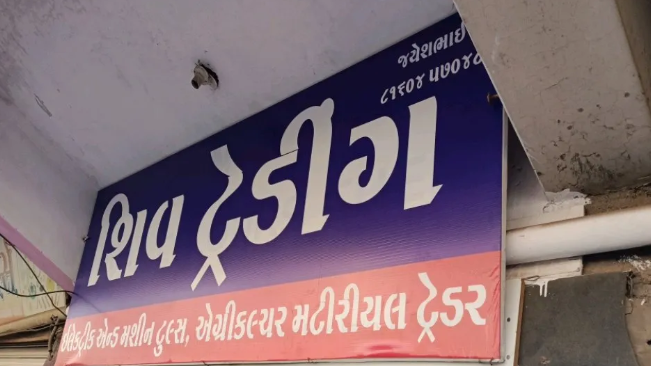 જયેશભાઈ
૮૧૬૦૪ ૫૭૦૪૮
શિવ ટ્રેડીંગ
ઈલેક્ટ્રીક એન્ડ મશીન ટુલ્સ, એગ્રીકલ્ચર મટીરીયલ ટ્રેડર